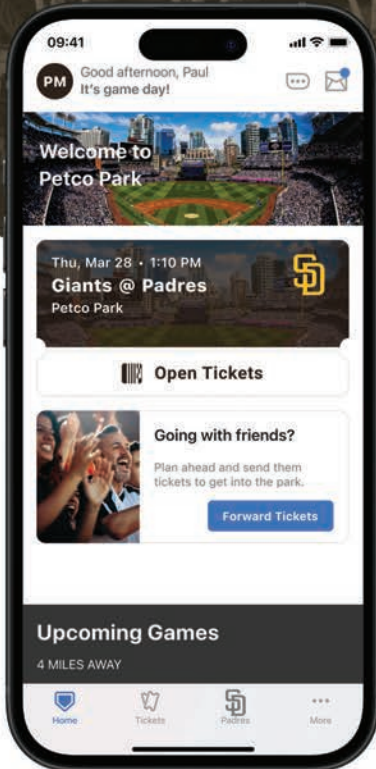 09:41
PM
Good afternoon, Paul
It's game day!
Welcome to
Petco Park
Thu, Mar 28 • 1:10 PM
Giants @ Padres
Petco Park
SD
Open Tickets
Going with friends?
Plan ahead and send them
tickets to get into the park.
Forward Tickets
Upcoming Games
4 MILES AWAY
Home
Tickets
SD
Padres
More